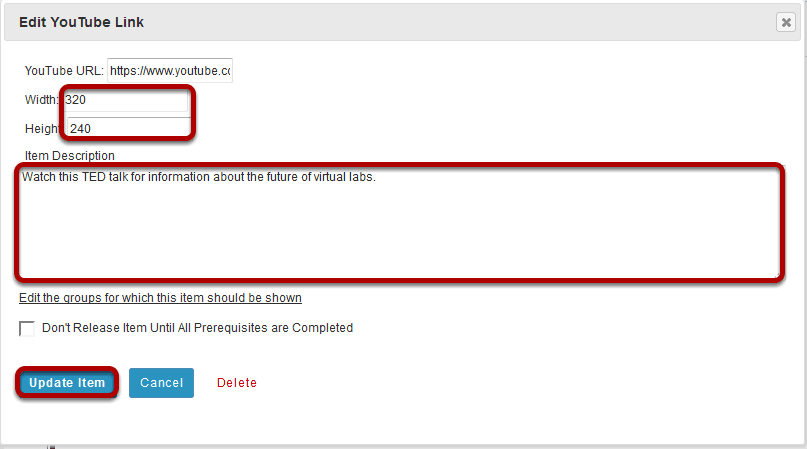 Edit YouTube Link
YouTube URL: https://www.youtube.co
Width: 320
Height 240
Item Description
Watch this TED talk for information about the future of virtual labs.
Edit the groups for which this item should be shown
Don't Release Item Until All Prerequisites are Completed
Update Item Cancel Delete